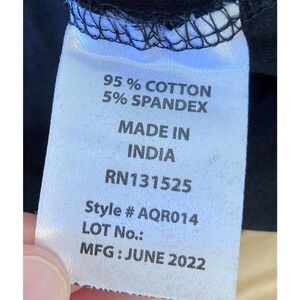 95 % COTTON
5% SPANDEX
MADE IN
INDIA
RN131525
Style # AQR014
LOT No.:
MFG : JUNE 2022